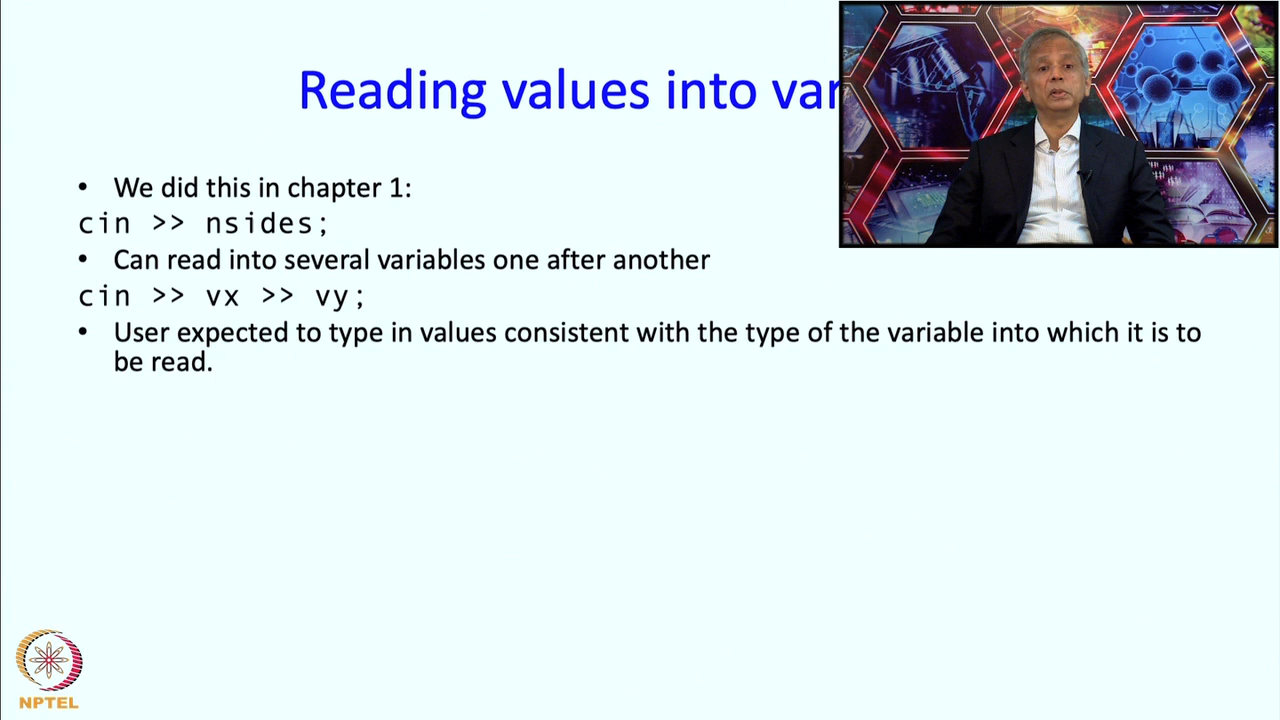 Reading values into
• We did this in chapter 1:
cin >> nsides;
• Can read into several variables one after another
cin >> vx >> vy;
• User expected to type in values consistent with the type of the variable into which it is to
be read.
NPTEL